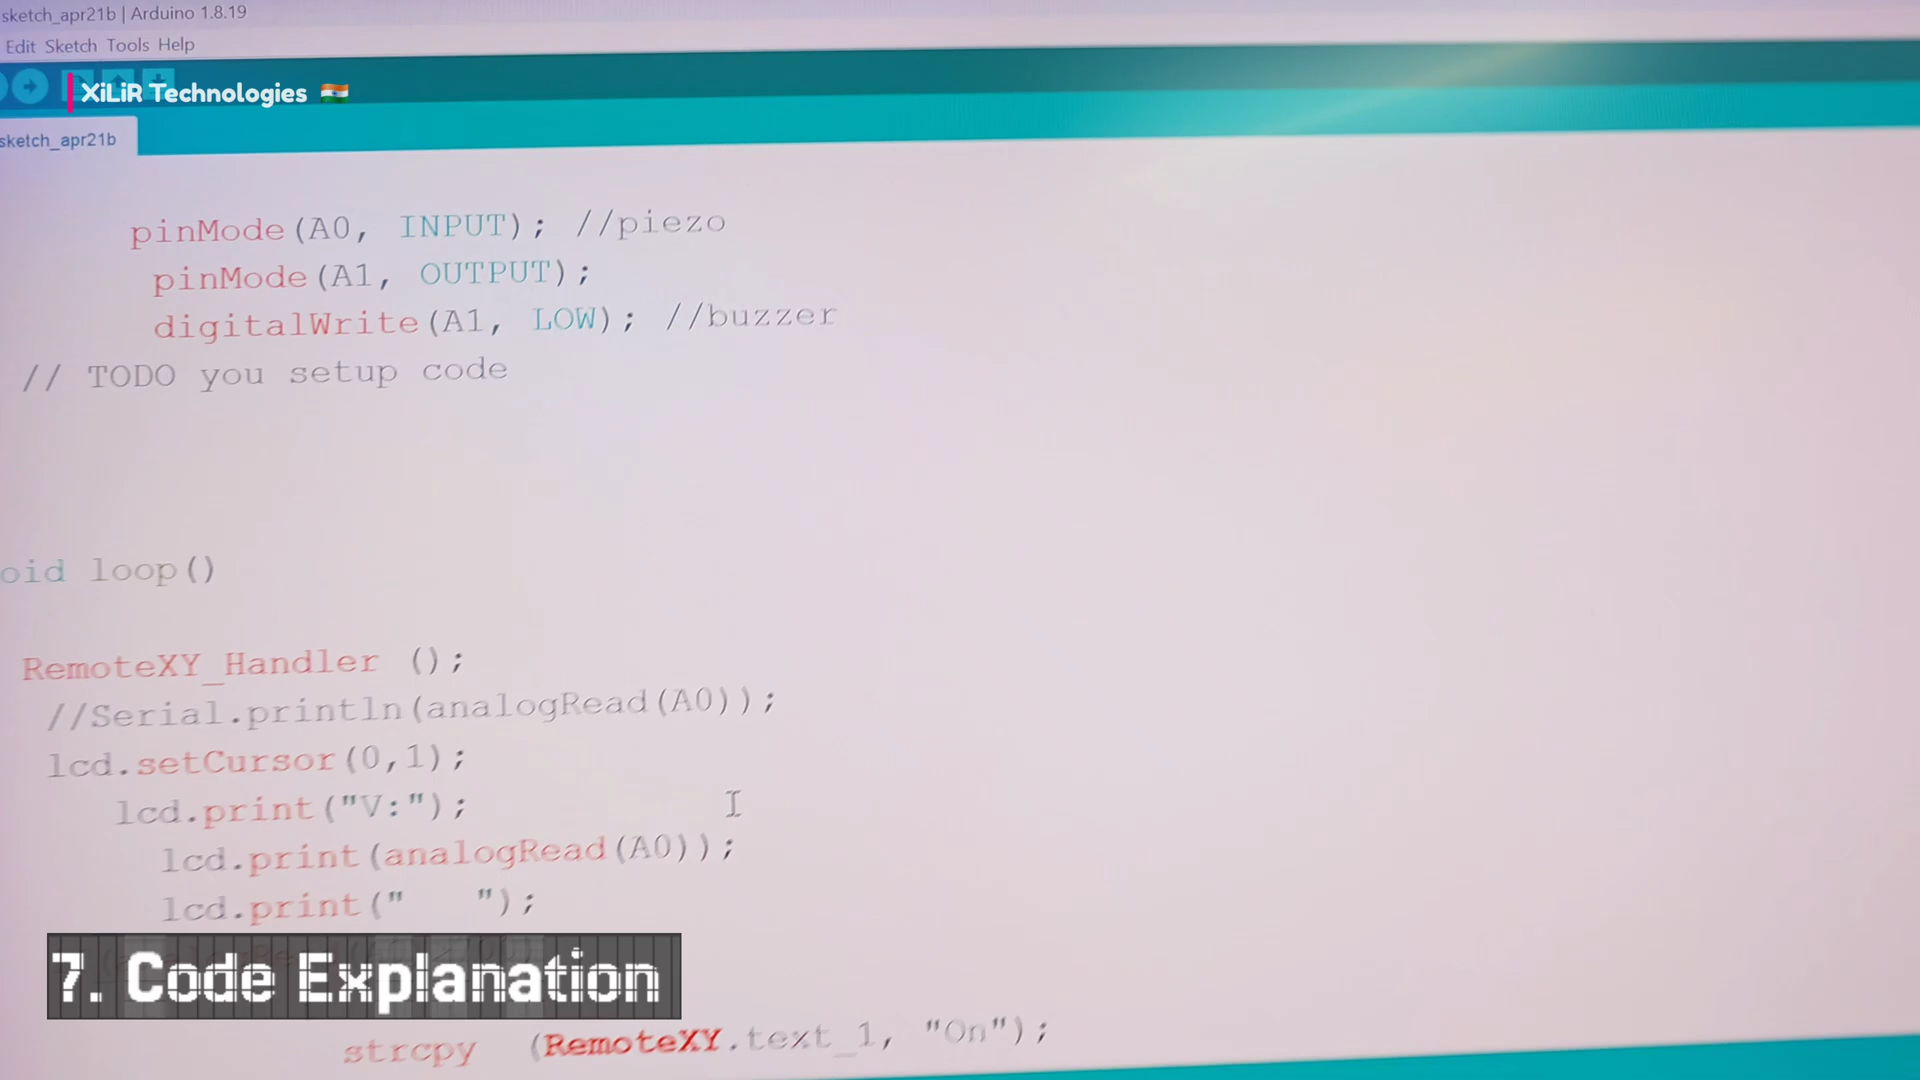 sketch_apr21b | Arduino 1.8.19
Edit Sketch Tools Help
XiLiR Technologies
sketch_apr21b
pinMode(A0, INPUT); //piezo
pinMode(A1, OUTPUT);
digitalWrite(A1, LOW); //buzzer
// TODO you setup code
oid loop()
RemoteXY_Handler ();
//Serial.println(analogRead(A0));
lcd.setCursor(0,1);
lcd.print("V:");
lcd.print(analogRead(A0));
lcd.print("   ");
7. Code Explanation
strcpy (RemoteXY.text_1, "On");